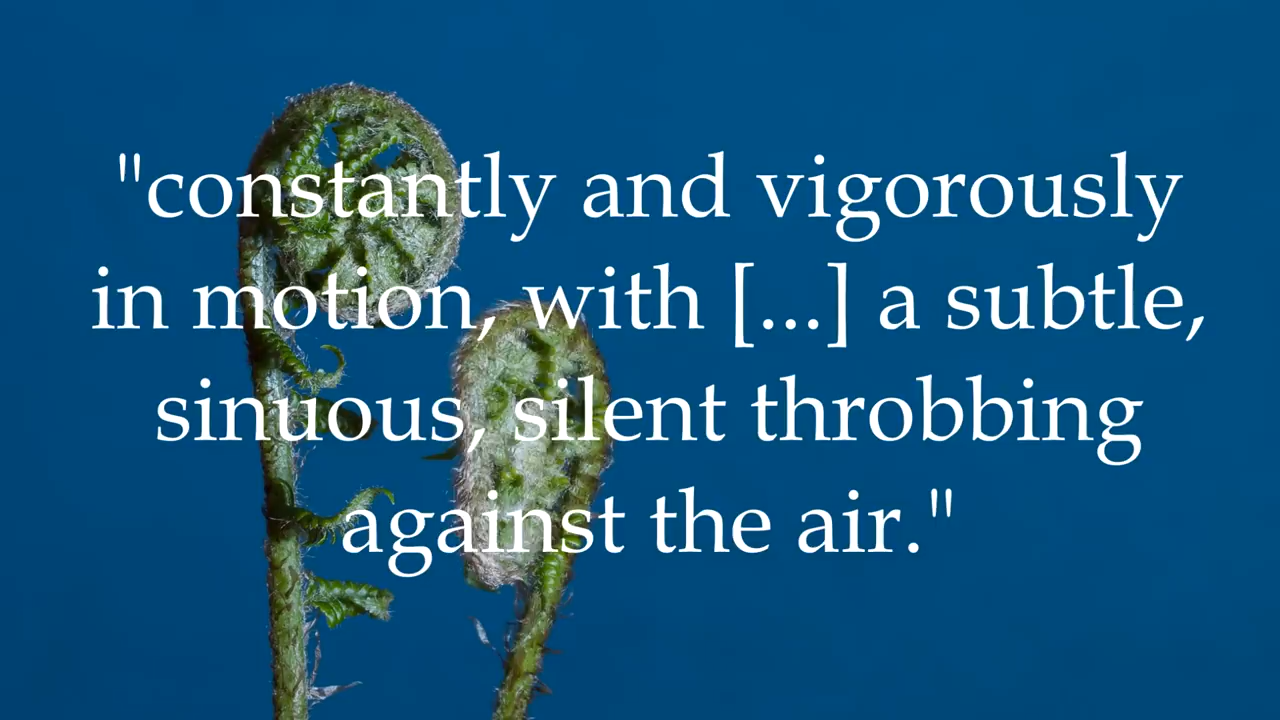 "constantly and vigorously
in motion, with [...] a subtle,
sinuous, silent throbbing
against the air."